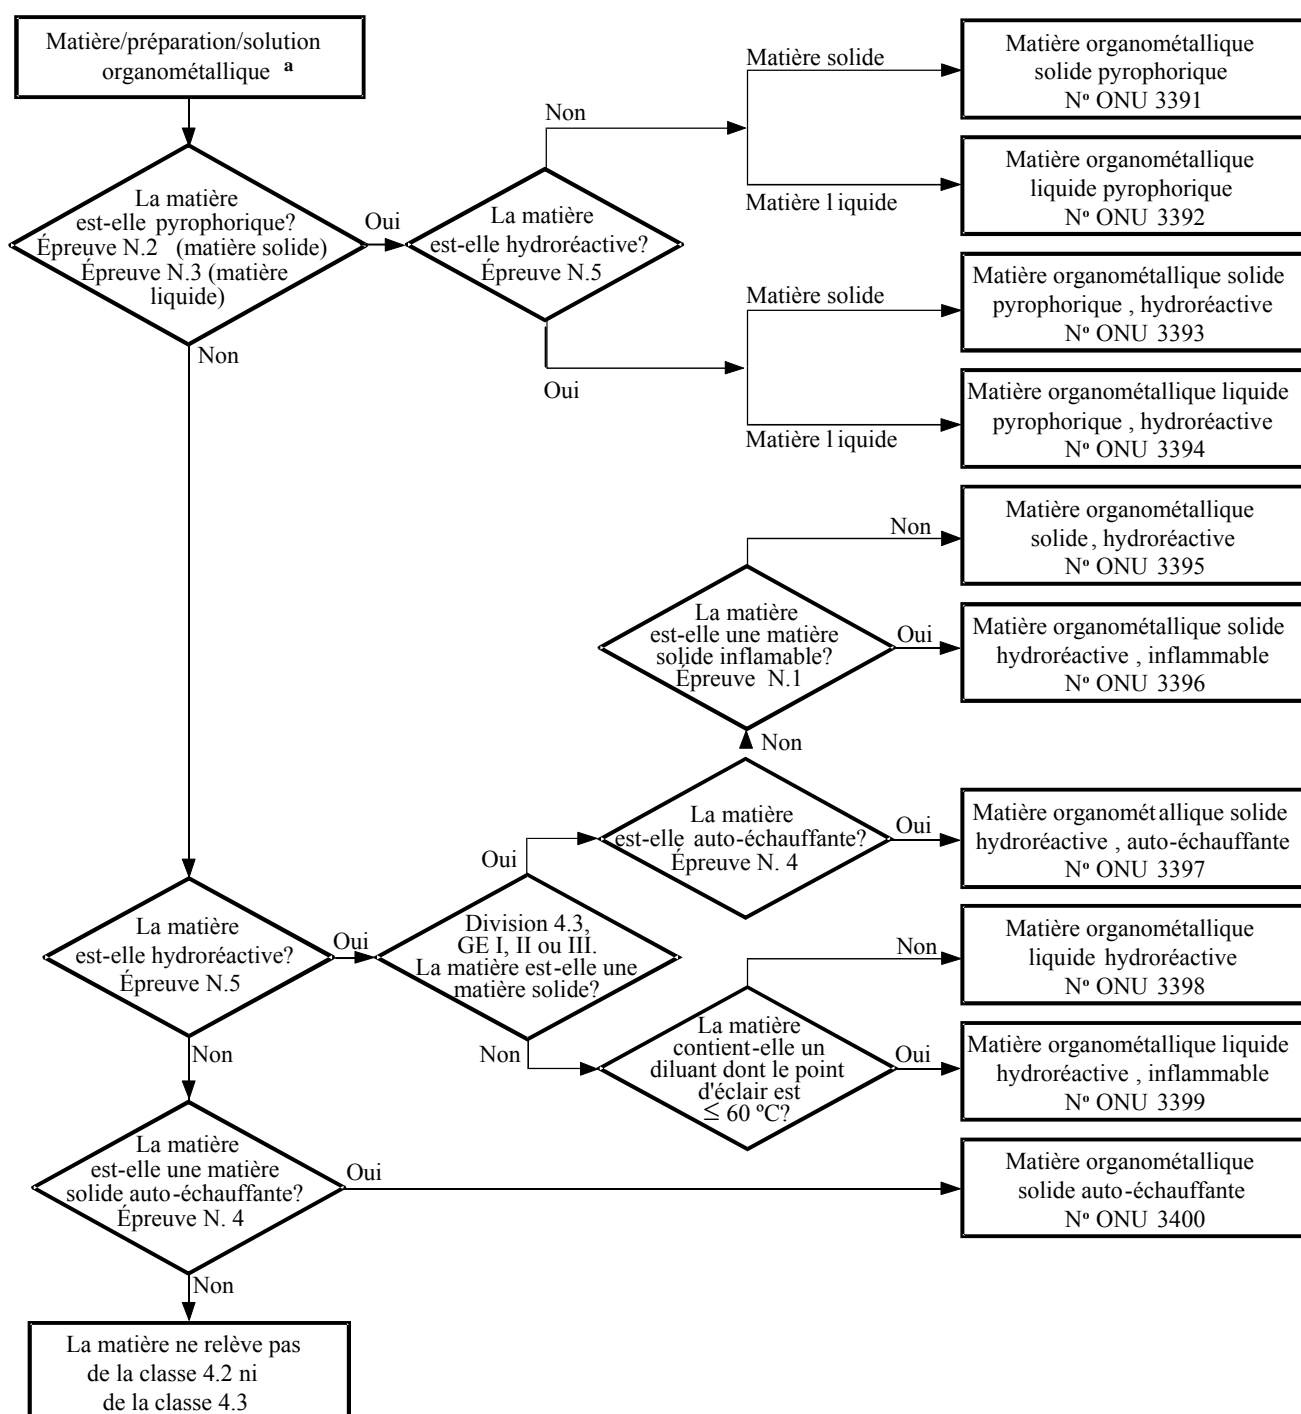 Matière/préparation/solution
organométallique a
La matière
est-elle pyrophorique?
Épreuve N.2 (matière solide)
Épreuve N.3 (matière
liquide)
Oui
Non
La matière
est-elle hydroréactive?
Épreuve N.5
Non
Oui
Matière solide
Matière l iquide
Matière organométallique
solide pyrophorique
Nº ONU 3391
Matière organométallique
liquide pyrophorique
Nº ONU 3392
Matière solide
Matière l iquide
Matière organométallique solide
pyrophorique , hydroréactive
Nº ONU 3393
Matière organométallique liquide
pyrophorique , hydroréactive
Nº ONU 3394
Non
Matière organométallique
solide, hydroréactive
Nº ONU 3395
La matière
est-elle une matière
solide inflamable?
Épreuve N.1
Oui
Matière organométallique solide
hydroréactive , inflammable
Nº ONU 3396
Non
La matière
est-elle auto-échauffante?
Épreuve N. 4
Oui
Matière organomét allique solide
hydroréactive , auto-échauffante
Nº ONU 3397
Oui
La matière
est-elle hydroréactive?
Épreuve N.5
Oui
Division 4.3,
GE I, II ou III.
La matière est-elle une
matière solide?
Non
Non
Matière organométallique
liquide hydroréactive
Nº ONU 3398
La matière
contient-elle un
diluant dont le point
d'éclair est
≤ 60 ºC?
Oui
Matière organométallique liquide
hydroréactive , inflammable
Nº ONU 3399
Non
La matière
est-elle une matière
solide auto-échauffante?
Épreuve N. 4
Oui
Matière organométallique
solide auto-échauffante
Nº ONU 3400
Non
La matière ne relève pas
de la classe 4.2 ni
de la classe 4.3